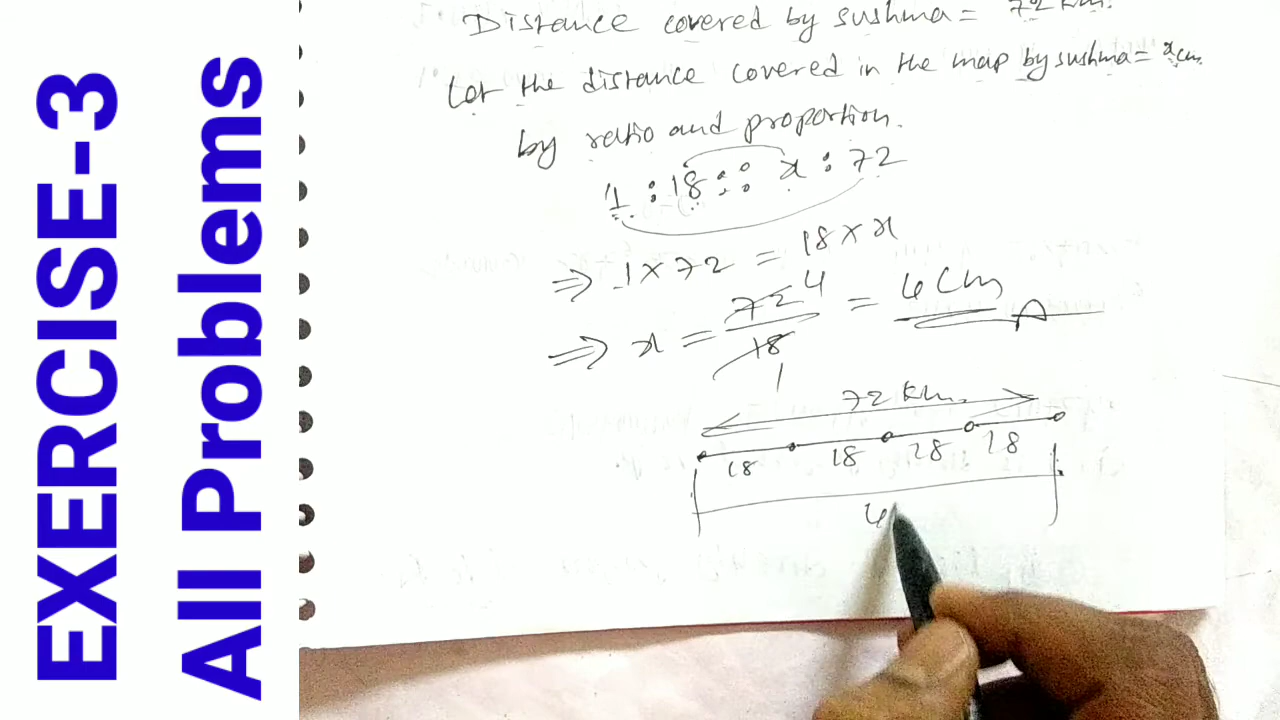 EXERCISE-3
All Problems
Distance covered by sushma = 72 km.
Let the distance covered in the map by sushma = x cm
by ratio and proportion.
1 : 18 :: x : 72
⇒ 1 × 72 = 18 × x
⇒ x = 72/18 = 4 cm
4
1
72 km.
18 18 18 18
4